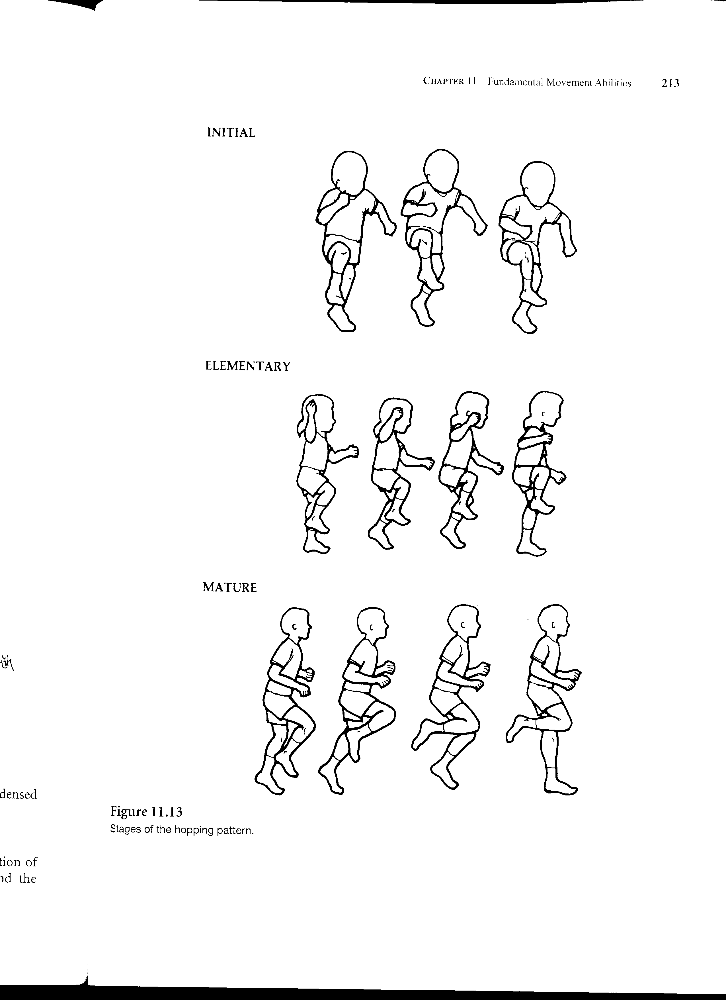 CHAPTER 11 Fundamental Movement Abilities 213
INITIAL
ELEMENTARY
MATURE
densed
Figure 11.13
Stages of the hopping pattern.
tion of
nd the